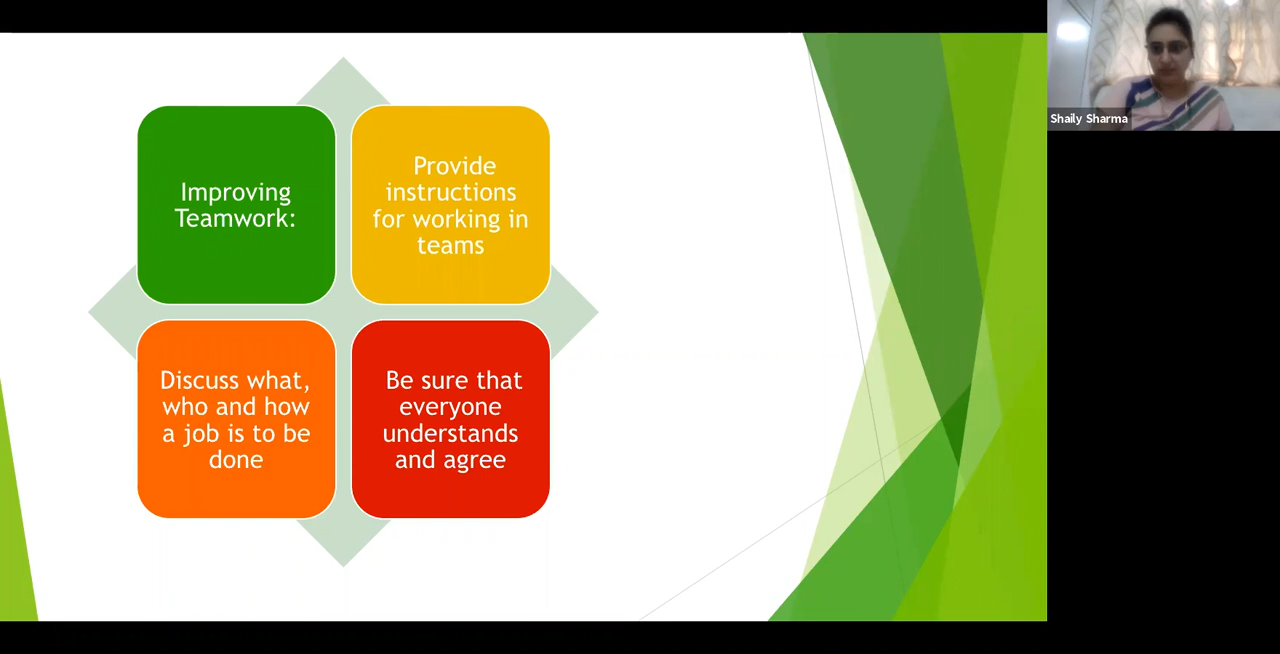 Improving
Teamwork:
Provide
instructions
for working in
teams
Discuss what,
who and how
a job is to be
done
Be sure that
everyone
understands
and agree
Shaily Sharma